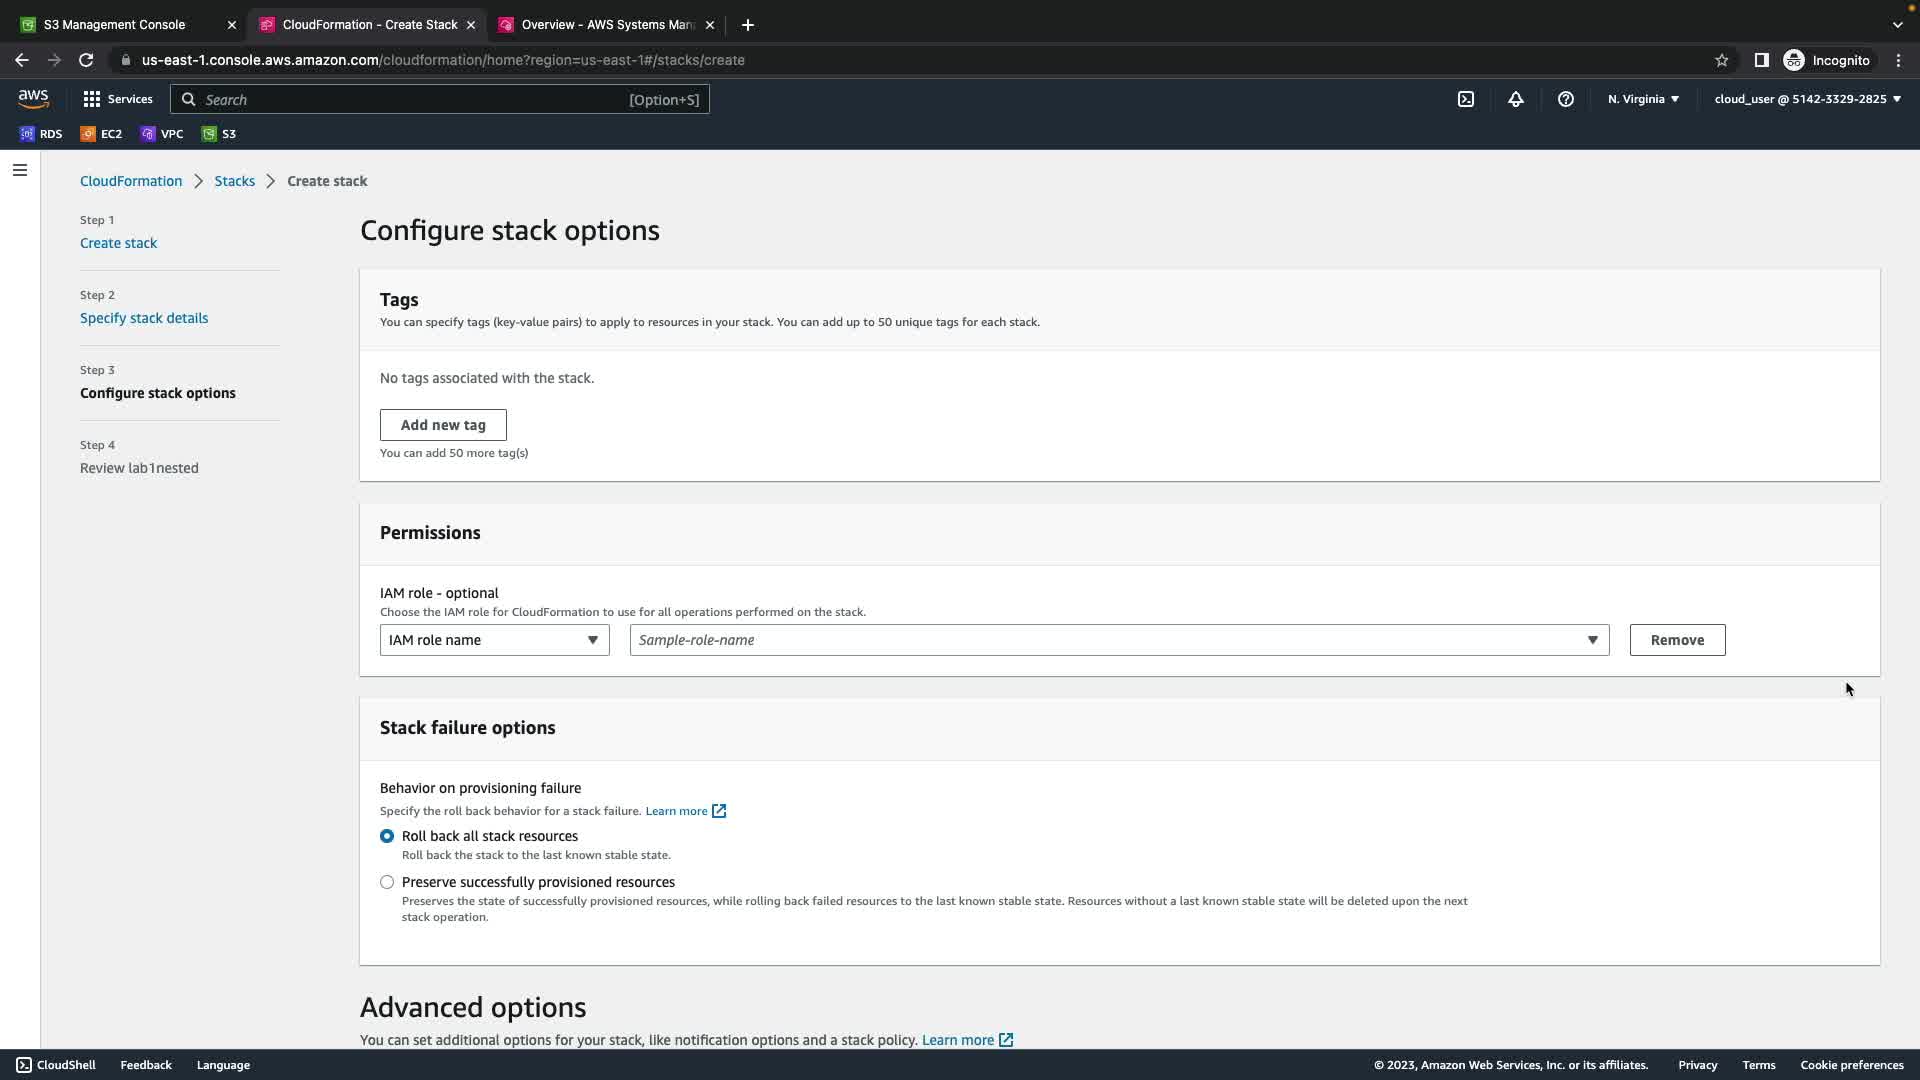 S3 Management Console
CloudFormation - Create Stack
Overview - AWS Systems Man
us-east-1.console.aws.amazon.com/cloudformation/home?region=us-east-1#/stacks/create
Incognito
aws
Services
Search
[Option+S]
N. Virginia
cloud_user @ 5142-3329-2825
RDS
EC2
VPC
S3
CloudFormation
Stacks
Create stack
Step 1
Create stack
Step 2
Specify stack details
Step 3
Configure stack options
Step 4
Review lab1nested
Configure stack options
Tags
You can specify tags (key-value pairs) to apply to resources in your stack. You can add up to 50 unique tags for each stack.
No tags associated with the stack.
Add new tag
You can add 50 more tag(s)
Permissions
IAM role - optional
Choose the IAM role for CloudFormation to use for all operations performed on the stack.
IAM role name
Sample-role-name
Remove
Stack failure options
Behavior on provisioning failure
Specify the roll back behavior for a stack failure. Learn more
Roll back all stack resources
Roll back the stack to the last known stable state.
Preserve successfully provisioned resources
Preserves the state of successfully provisioned resources, while rolling back failed resources to the last known stable state. Resources without a last known stable state will be deleted upon the next
stack operation.
Advanced options
You can set additional options for your stack, like notification options and a stack policy. Learn more
CloudShell
Feedback
Language
© 2023, Amazon Web Services, Inc. or its affiliates.
Privacy
Terms
Cookie preferences